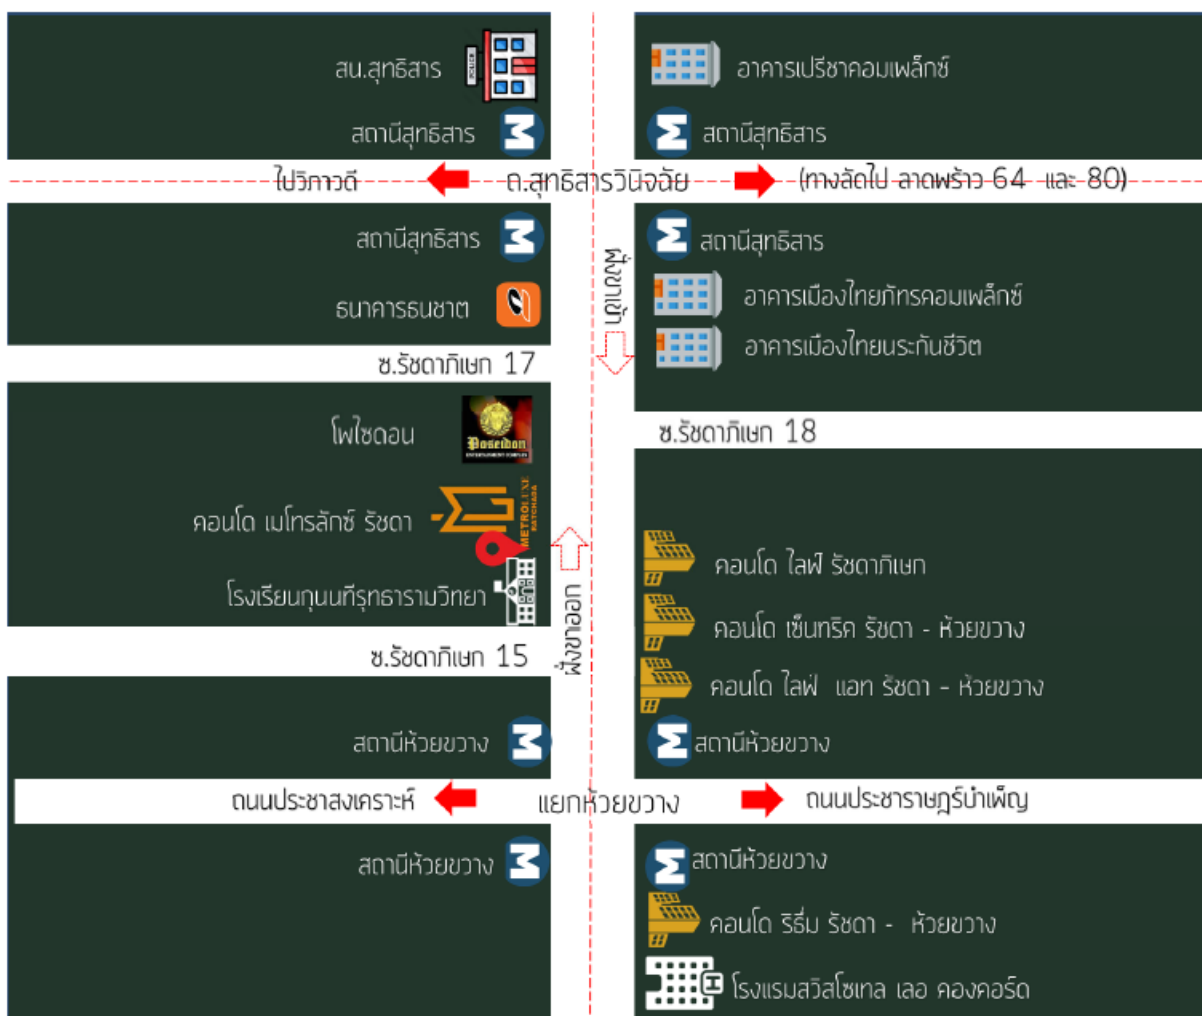 สน.สุทธิสาร
POLICE
อาคารเปรีชาคอมเพล็กซ์
สถานีสุทธิสาร
สถานีสุทธิสาร
ไปวิภาวดี
ถ.สุทธิสารวินิจฉัย
(ทางลัดไป ลาดพร้าว 64 และ 80)
สถานีสุทธิสาร
สถานีสุทธิสาร
ฝั่งขาเข้า
ธนาคารธนชาต
อาคารเมืองไทยภัทรคอมเพล็กซ์
อาคารเมืองไทยนระกันชีวิต
ซ.รัชดาภิเษก 17
โพไซดอน
Poseidon
ENTERTAINMENT COMPLEX
ซ.รัชดาภิเษก 18
คอนโด เมโทรลักซ์ รัชดา
METROLUXE
RATCHADA
คอนโด ไลฟ์ รัชดาภิเษก
โรงเรียนกุนนทีรุทธารามวิทยา
คอนโด เซ็นทริค รัชดา - ห้วยขวาง
ฝั่งขาออก
ซ.รัชดาภิเษก 15
คอนโด ไลฟ์ แอท รัชดา – ห้วยขวาง
สถานีห้วยขวาง
สถานีห้วยขวาง
ถนนประชาสงเคราะห์
แยกห้วยขวาง
ถนนประชาราษฎร์บำเพ็ญ
สถานีห้วยขวาง
สถานีห้วยขวาง
คอนโด ริธึ่ม รัชดา - ห้วยขวาง
โรงแรมสวิสโซเทล เลอ คองคอร์ด